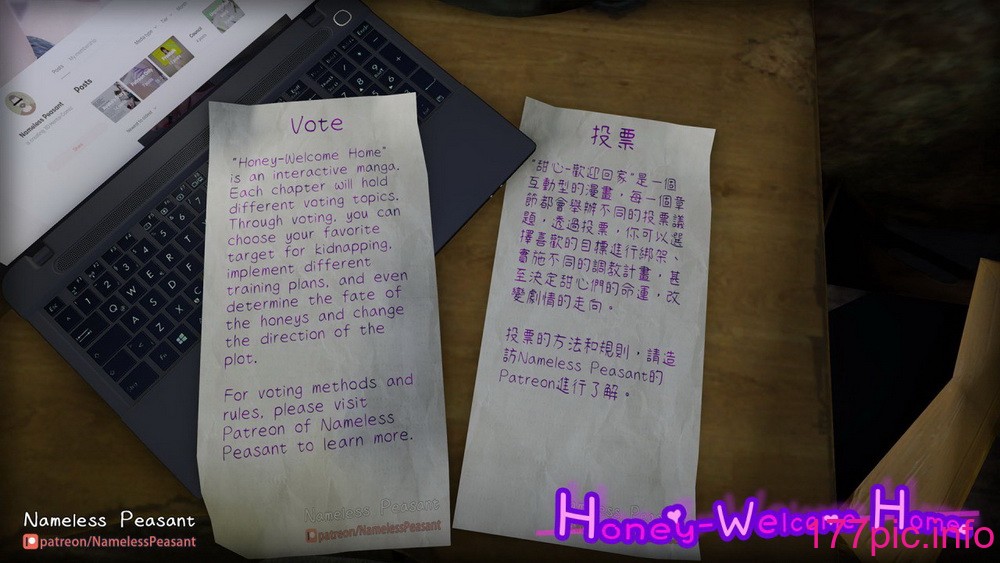 Posts
Nameless Peasant
Vote
"Honey-Welcome Home"
is an interactive manga.
Each chapter will hold
different voting topics.
Through voting, you can
choose your favorite
target for kidnapping,
implement different
training plans, and even
determine the fate of
the honeys and change
the direction of the
plot.
For voting methods and
rules, please visit
Patreon of Nameless
Peasant to learn more.
Nameless Peasant
patreon/NamelessPeasant
投票
"甜心-歡迎回家"是一個
互動型的漫畫，每一個章
節都會舉辦不同的投票議
題，透過投票，你可以選
擇喜歡的目標進行綁架、
實施不同的調教計畫，甚
至決定甜心們的命運，改
變劇情的走向。
投票的方法和規則，請造
訪Nameless Peasant的
Patreon進行了解。
Nameless Peasant
patreon/NamelessPeasant
Honey-Welcome Home
177pic.info